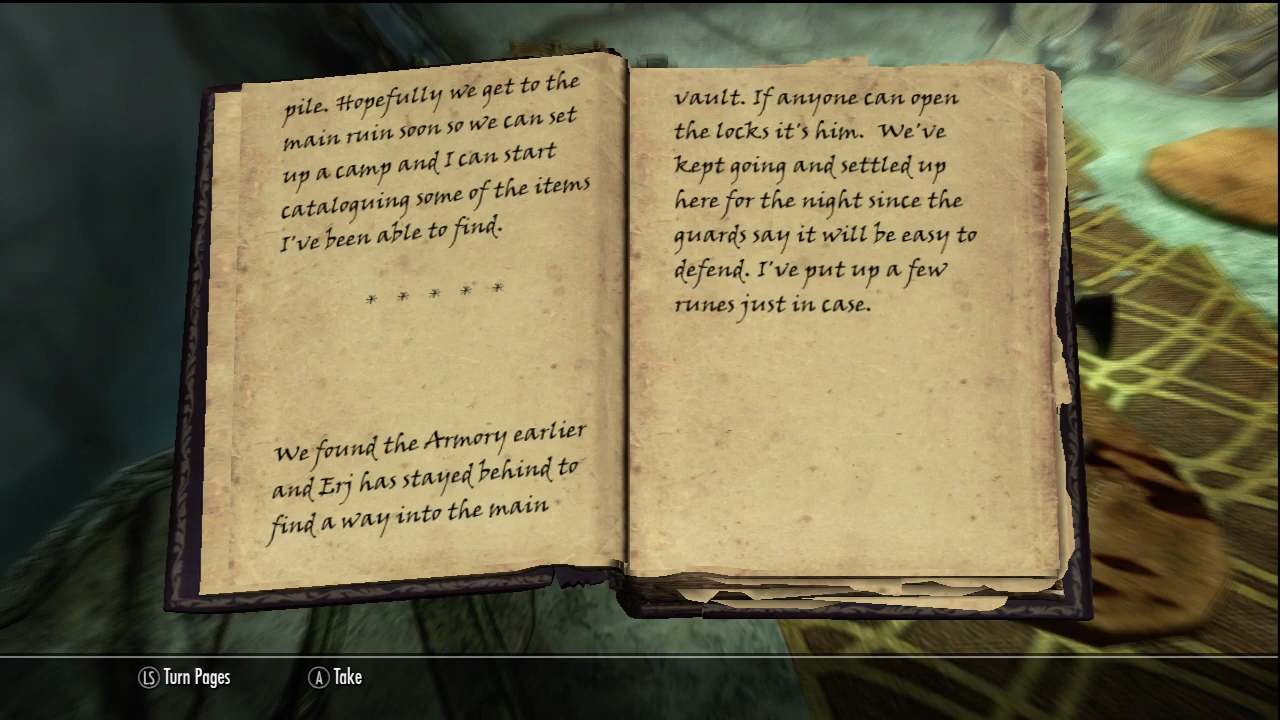 pile. Hopefully we get to the
main ruin soon so we can set
up a camp and I can start
cataloguing some of the items
I've been able to find.
* * * * *
We found the Armory earlier
and Erj has stayed behind to
find a way into the main
vault. If anyone can open
the locks it's him. We've
kept going and settled up
here for the night since the
guards say it will be easy to
defend. I've put up a few
runes just in case.
LS Turn Pages
A Take